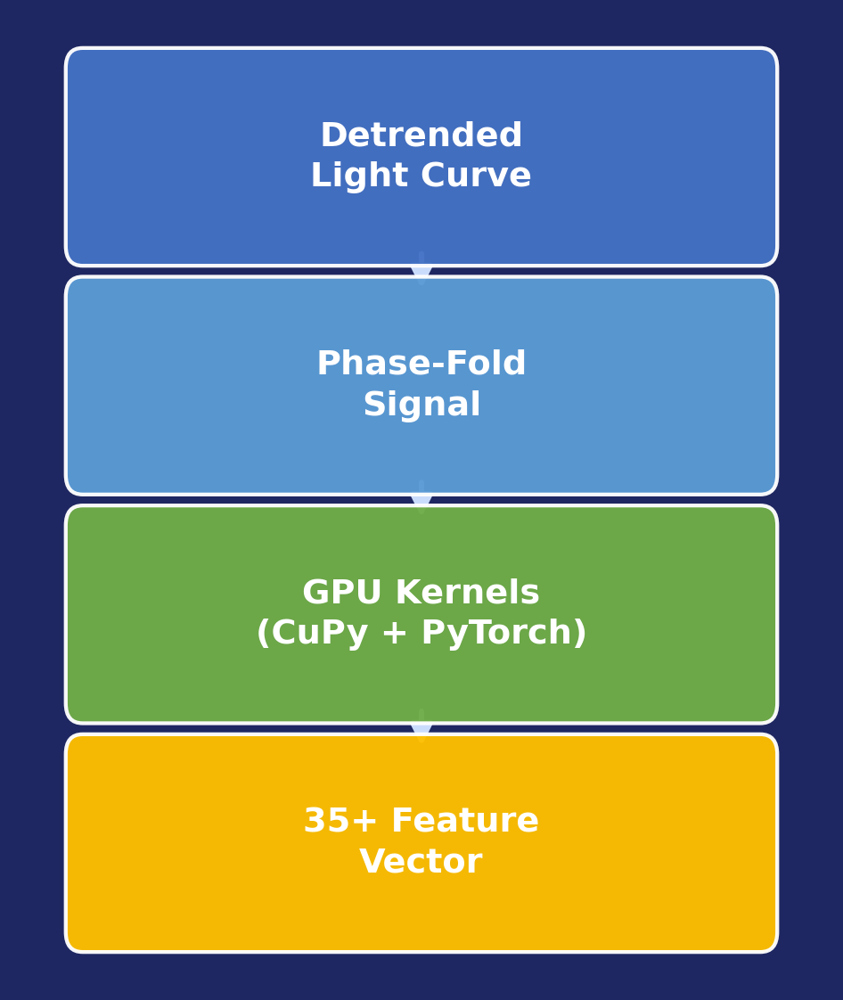 Detrended
Light Curve
Phase-Fold
Signal
GPU Kernels
(CuPy + PyTorch)
35+ Feature
Vector